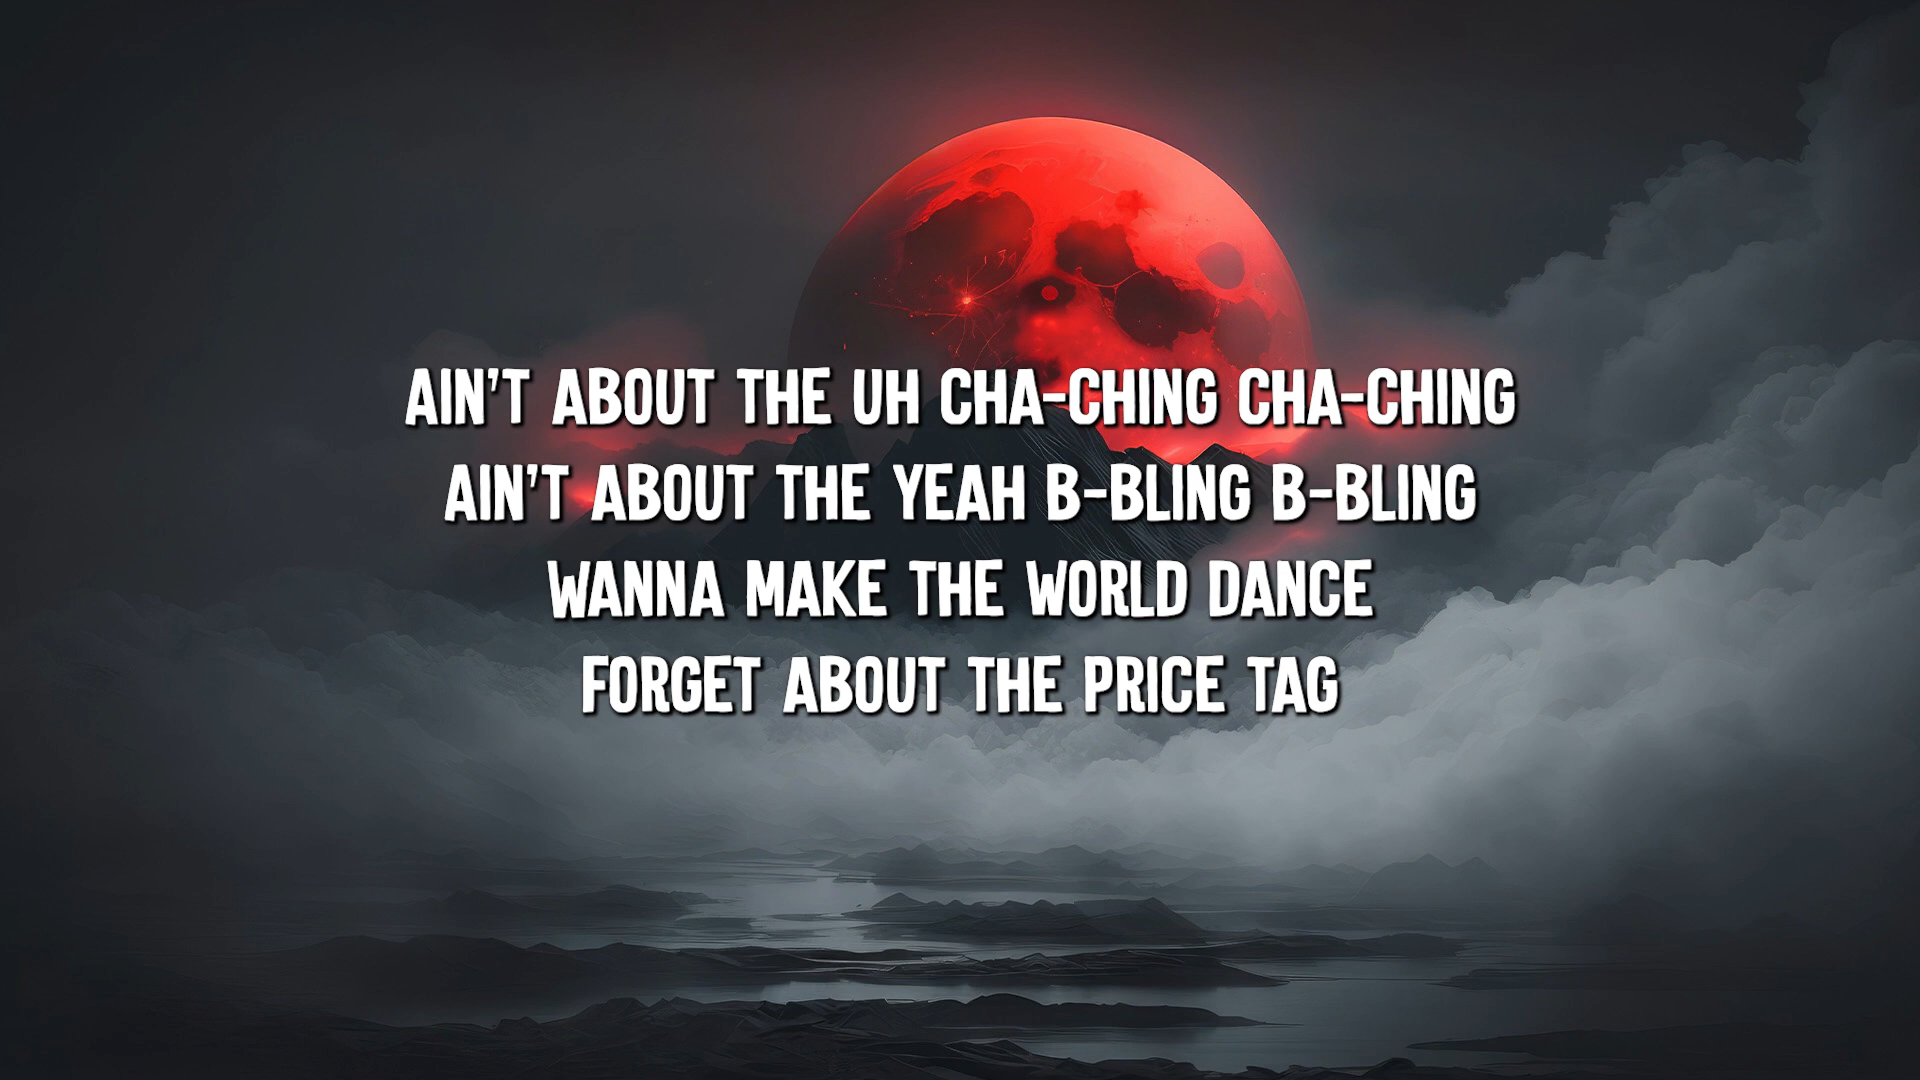 AIN'T ABOUT THE UH CHA-CHING CHA-CHING
AIN'T ABOUT THE YEAH B-BLING B-BLING
WANNA MAKE THE WORLD DANCE
FORGET ABOUT THE PRICE TAG